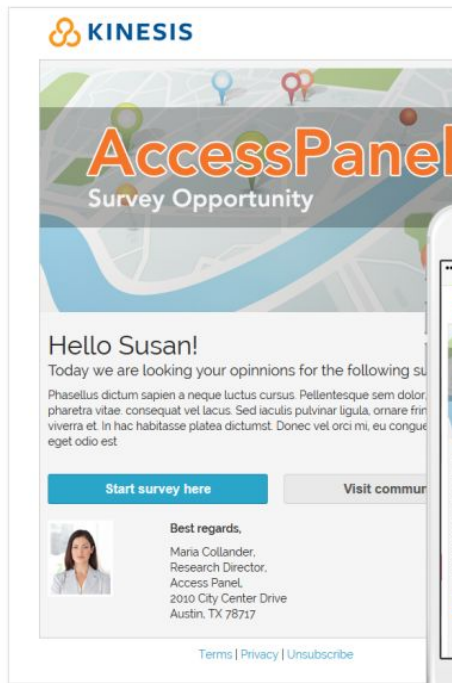 KINESIS
AccessPanel
Survey Opportunity
Hello Susan!
Today we are looking your opinnions for the following su
Phasellus dictum sapien a neque luctus cursus. Pellentesque sem dolor,
pharetra vitae. consequat vel lacus. Sed iaculis pulvinar ligula, ornare frin
viverra et. In hac habitasse platea dictumst. Donec vel orci mi, eu congue
eget odio est
Start survey here
Visit commun
Best regards,
Maria Collander,
Research Director,
Access Panel,
2010 City Center Drive
Austin, TX 78717
Terms | Privacy | Unsubscribe